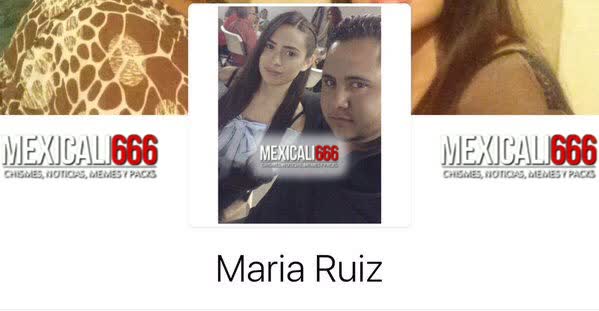 MEXICALI666
CHISMES, NOTICIAS, MEMES Y PACKS
MEXICALI666
CHISMES, NOTICIAS, MEMES Y PACKS
MEXICALI666
CHISMES, NOTICIAS, MEMES Y PACKS
Maria Ruiz